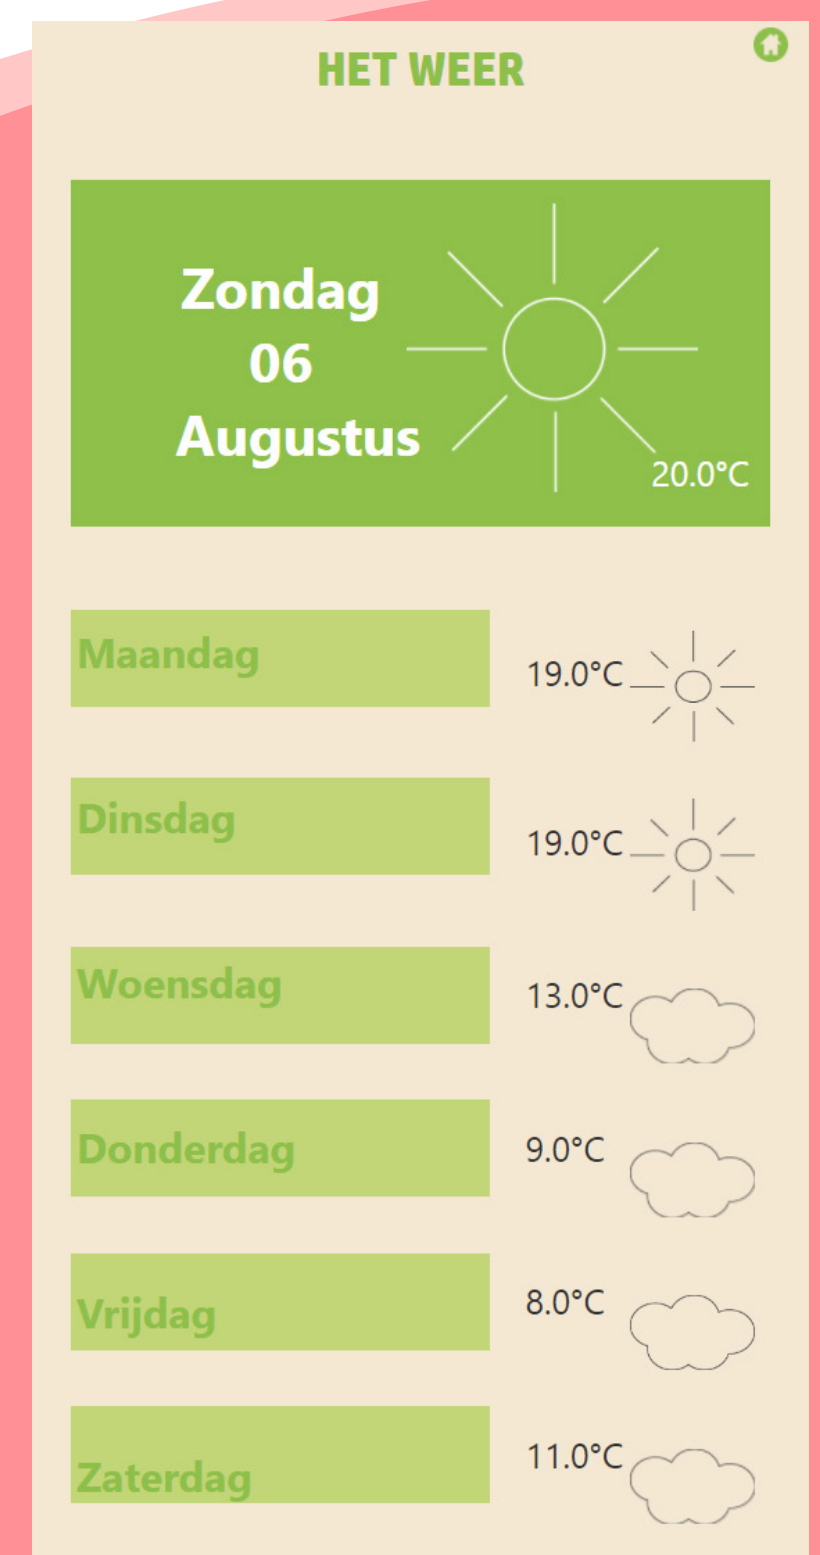 HET WEER
Zondag
06
Augustus
20.0°C
Maandag
19.0°C
Dinsdag
19.0°C
Woensdag
13.0°C
Donderdag
9.0°C
Vrijdag
8.0°C
Zaterdag
11.0°C